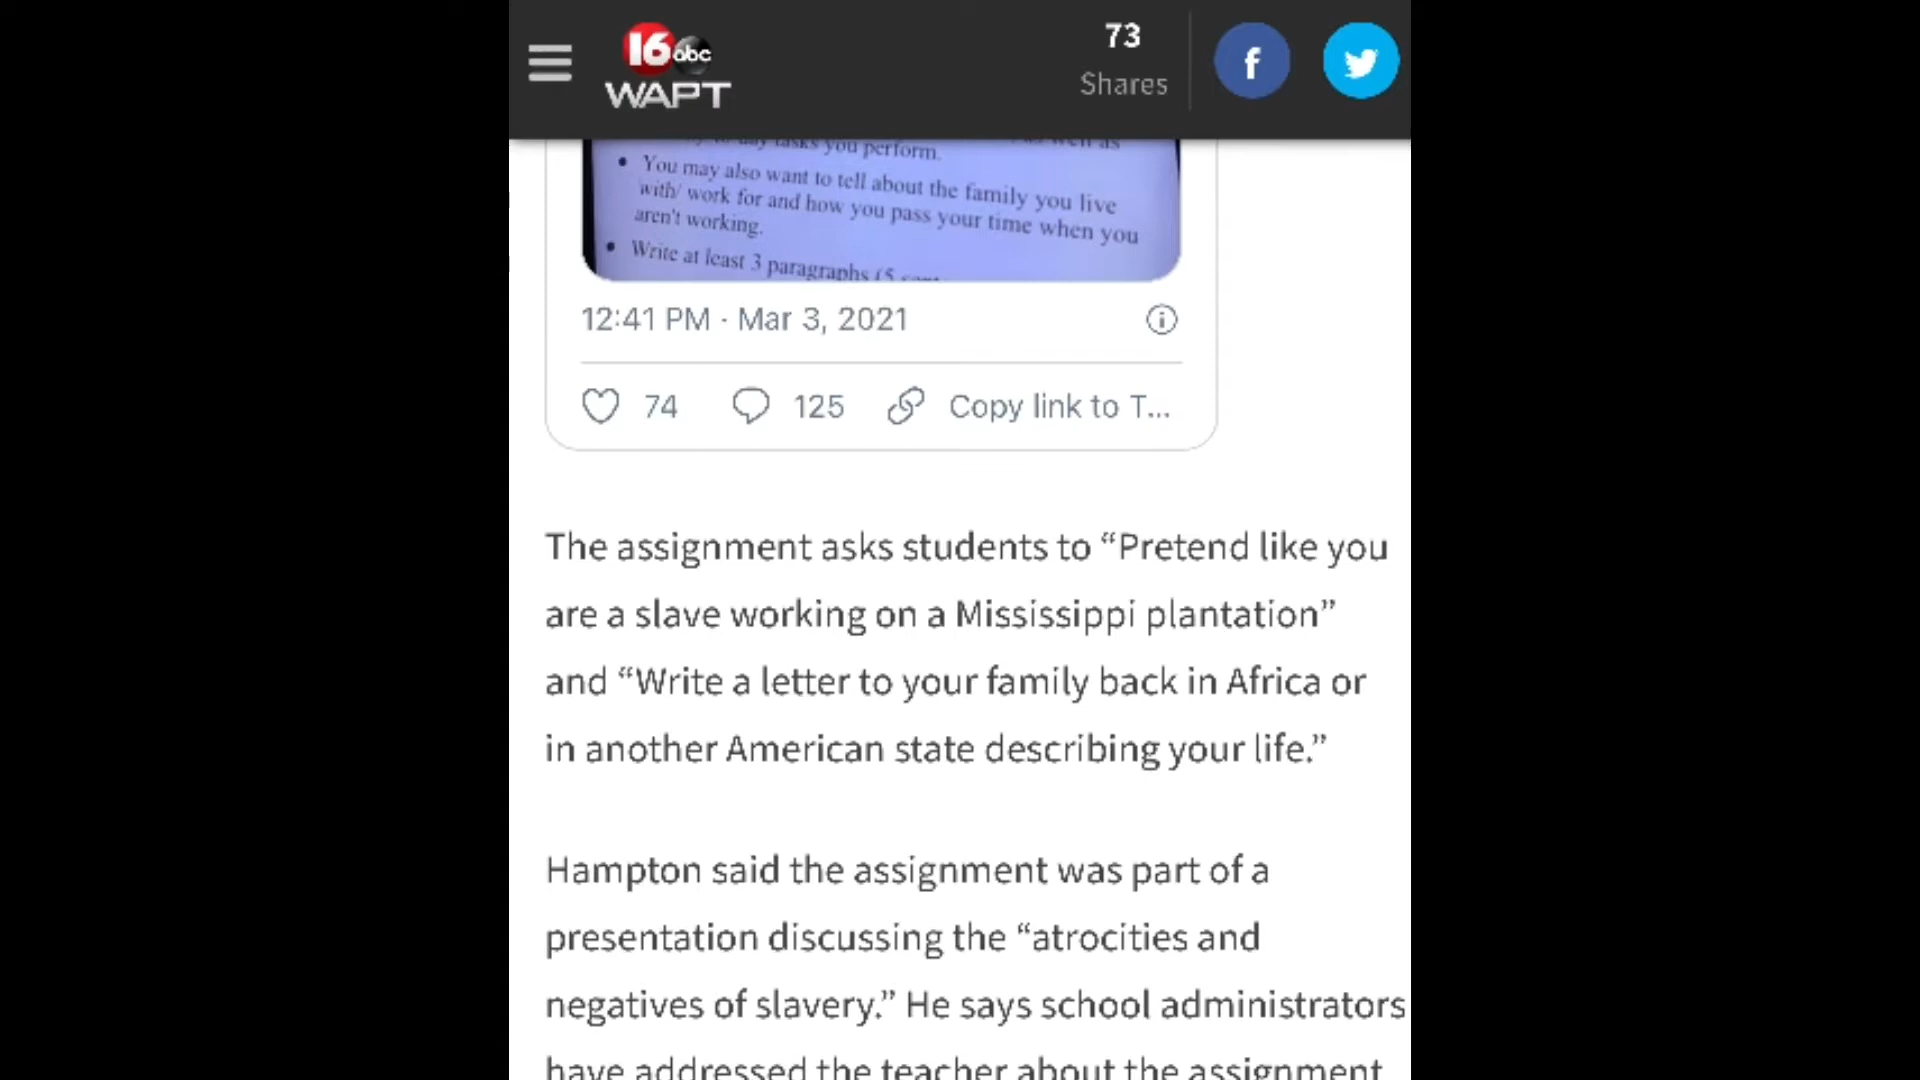 16 abc
WAPT
73
Shares
tasks you perform.
• You may also want to tell about the family you live
with/ work for and how you pass your time when you
aren't working.
• Write at least 3 paragraphs (5
12:41 PM · Mar 3, 2021
74 125 Copy link to T...
The assignment asks students to “Pretend like you
are a slave working on a Mississippi plantation”
and “Write a letter to your family back in Africa or
in another American state describing your life.”
Hampton said the assignment was part of a
presentation discussing the “atrocities and
negatives of slavery.” He says school administrators
have addressed the teacher about the assignment